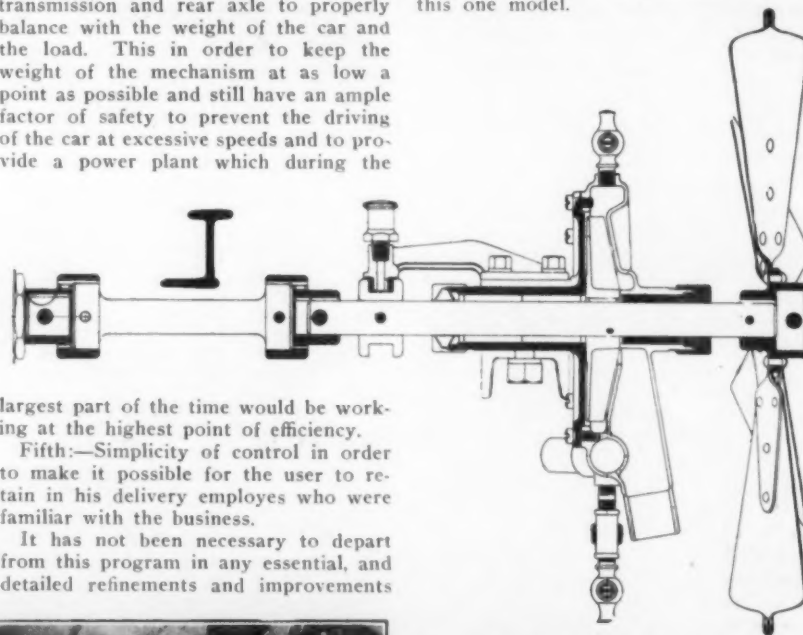 transmission and rear axle to properly
balance with the weight of the car and
the load. This in order to keep the
weight of the mechanism at as low a
point as possible and still have an ample
factor of safety to prevent the driving
of the car at excessive speeds and to pro-
vide a power plant which during the
largest part of the time would be work-
ing at the highest point of efficiency.
Fifth:—Simplicity of control in order
to make it possible for the user to re-
tain in his delivery employes who were
familiar with the business.
It has not been necessary to depart
from this program in any essential, and
detailed refinements and improvements
this one model.